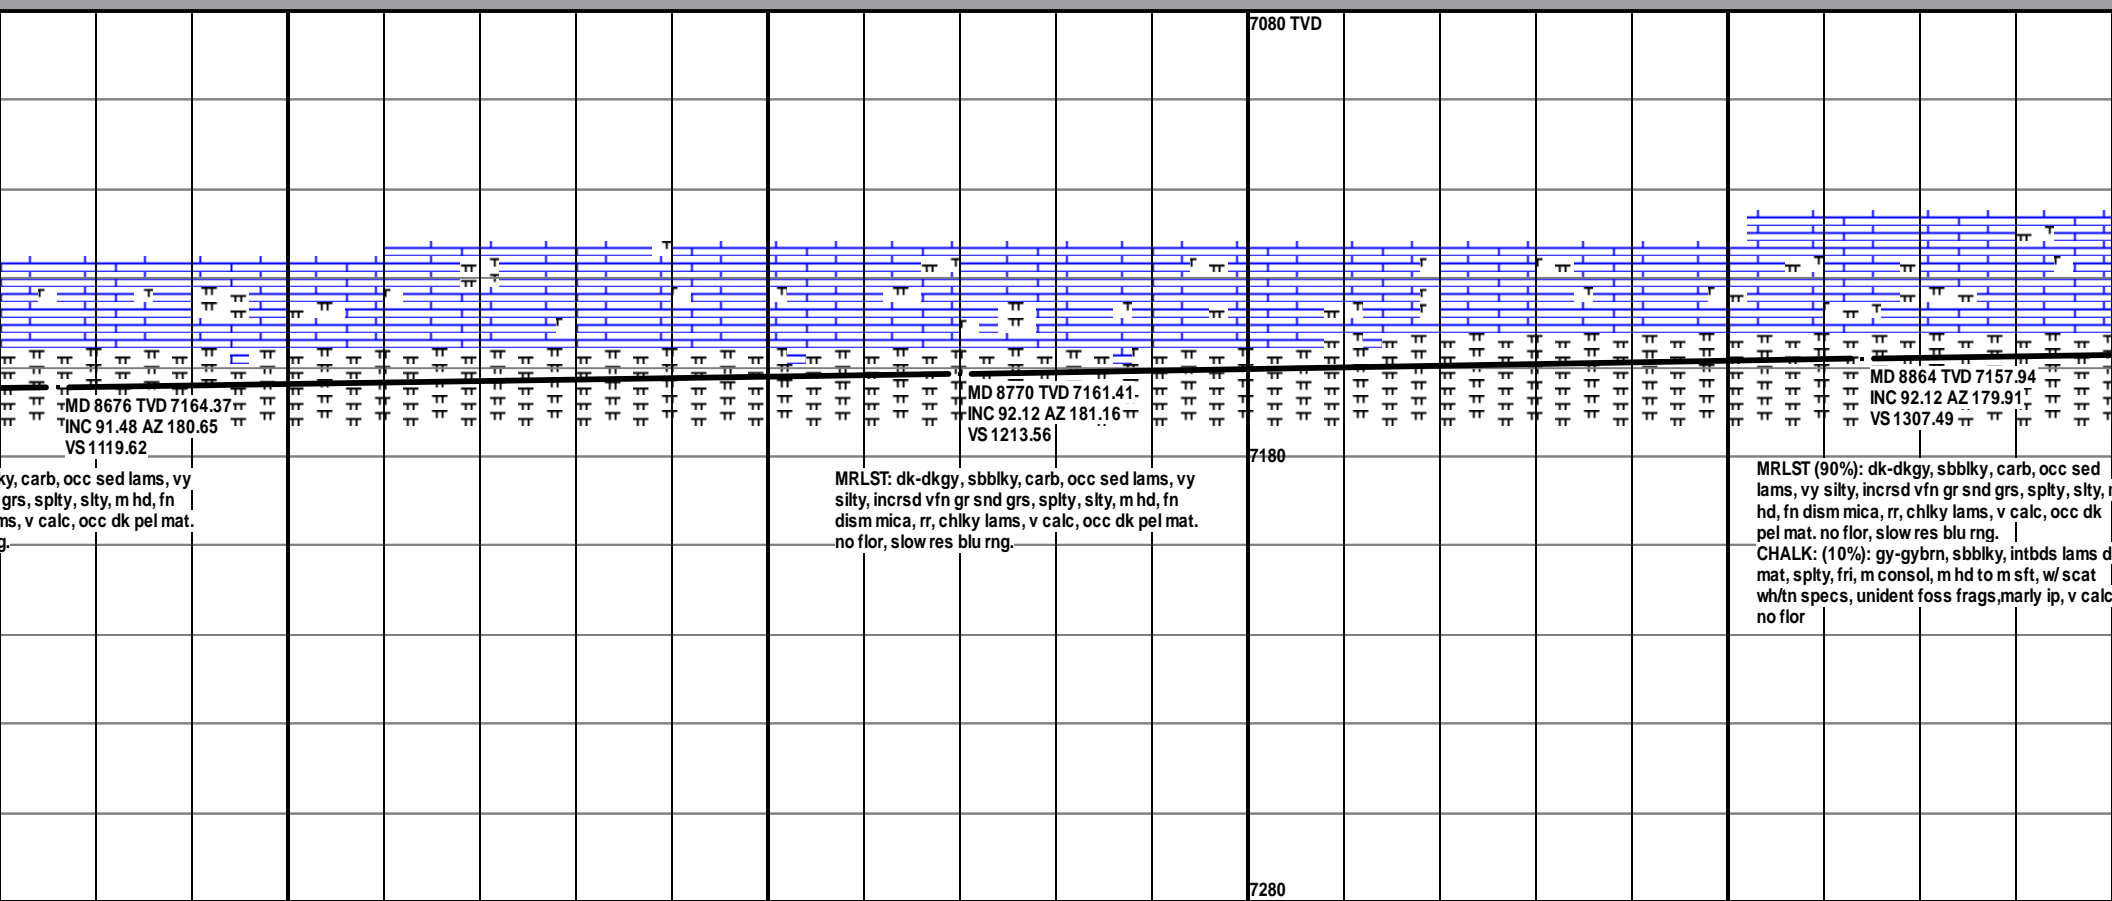 7080 TVD
MD 8676 TVD 7164.37
INC 91.48 AZ 180.65
VS 1119.62
MD 8770 TVD 7161.41
INC 92.12 AZ 181.16
VS 1213.56
MD 8864 TVD 7157.94
INC 92.12 AZ 179.91
VS 1307.49
7180
carb, occ sed lams, vy
grs, splty, slty, m hd, fn
v calc, occ dk pel mat.
MRLST: dk-dkgy, sbblky, carb, occ sed lams, vy
silty, incrsd vfn gr snd grs, splty, slty, m hd, fn
dism mica, rr, chlky lams, v calc, occ dk pel mat.
no flor, slow res blu rng.
MRLST (90%): dk-dkgy, sbblky, carb, occ sed
lams, vy silty, incrsd vfn gr snd grs, splty, slty,
hd, fn dism mica, rr, chlky lams, v calc, occ dk
pel mat. no flor, slow res blu rng.
CHALK: (10%): gy-gybrn, sbblky, intbds lams
mat, splty, fri, m consol, m hd to m sft, w/ scat
wh/tn specs, unident foss frags,marly ip, v calc
no flor
7280